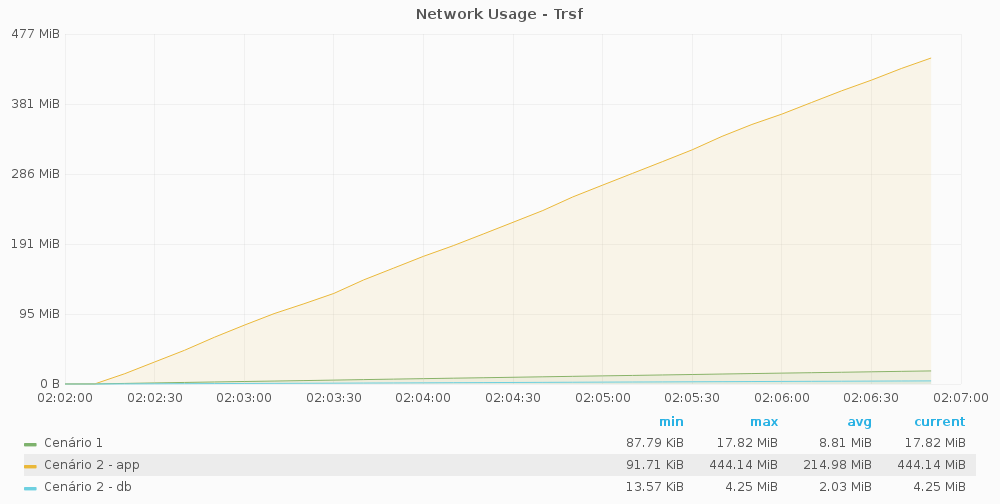 Network Usage - Trsf
477 MiB
381 MiB
286 MiB
191 MiB
95 MiB
0 B
02:02:00 02:02:30 02:03:00 02:03:30 02:04:00 02:04:30 02:05:00 02:05:30 02:06:00 02:06:30 02:07:00
min max avg current
Cenário 1 87.79 KiB 17.82 MiB 8.81 MiB 17.82 MiB
Cenário 2 - app 91.71 KiB 444.14 MiB 214.98 MiB 444.14 MiB
Cenário 2 - db 13.57 KiB 4.25 MiB 2.03 MiB 4.25 MiB